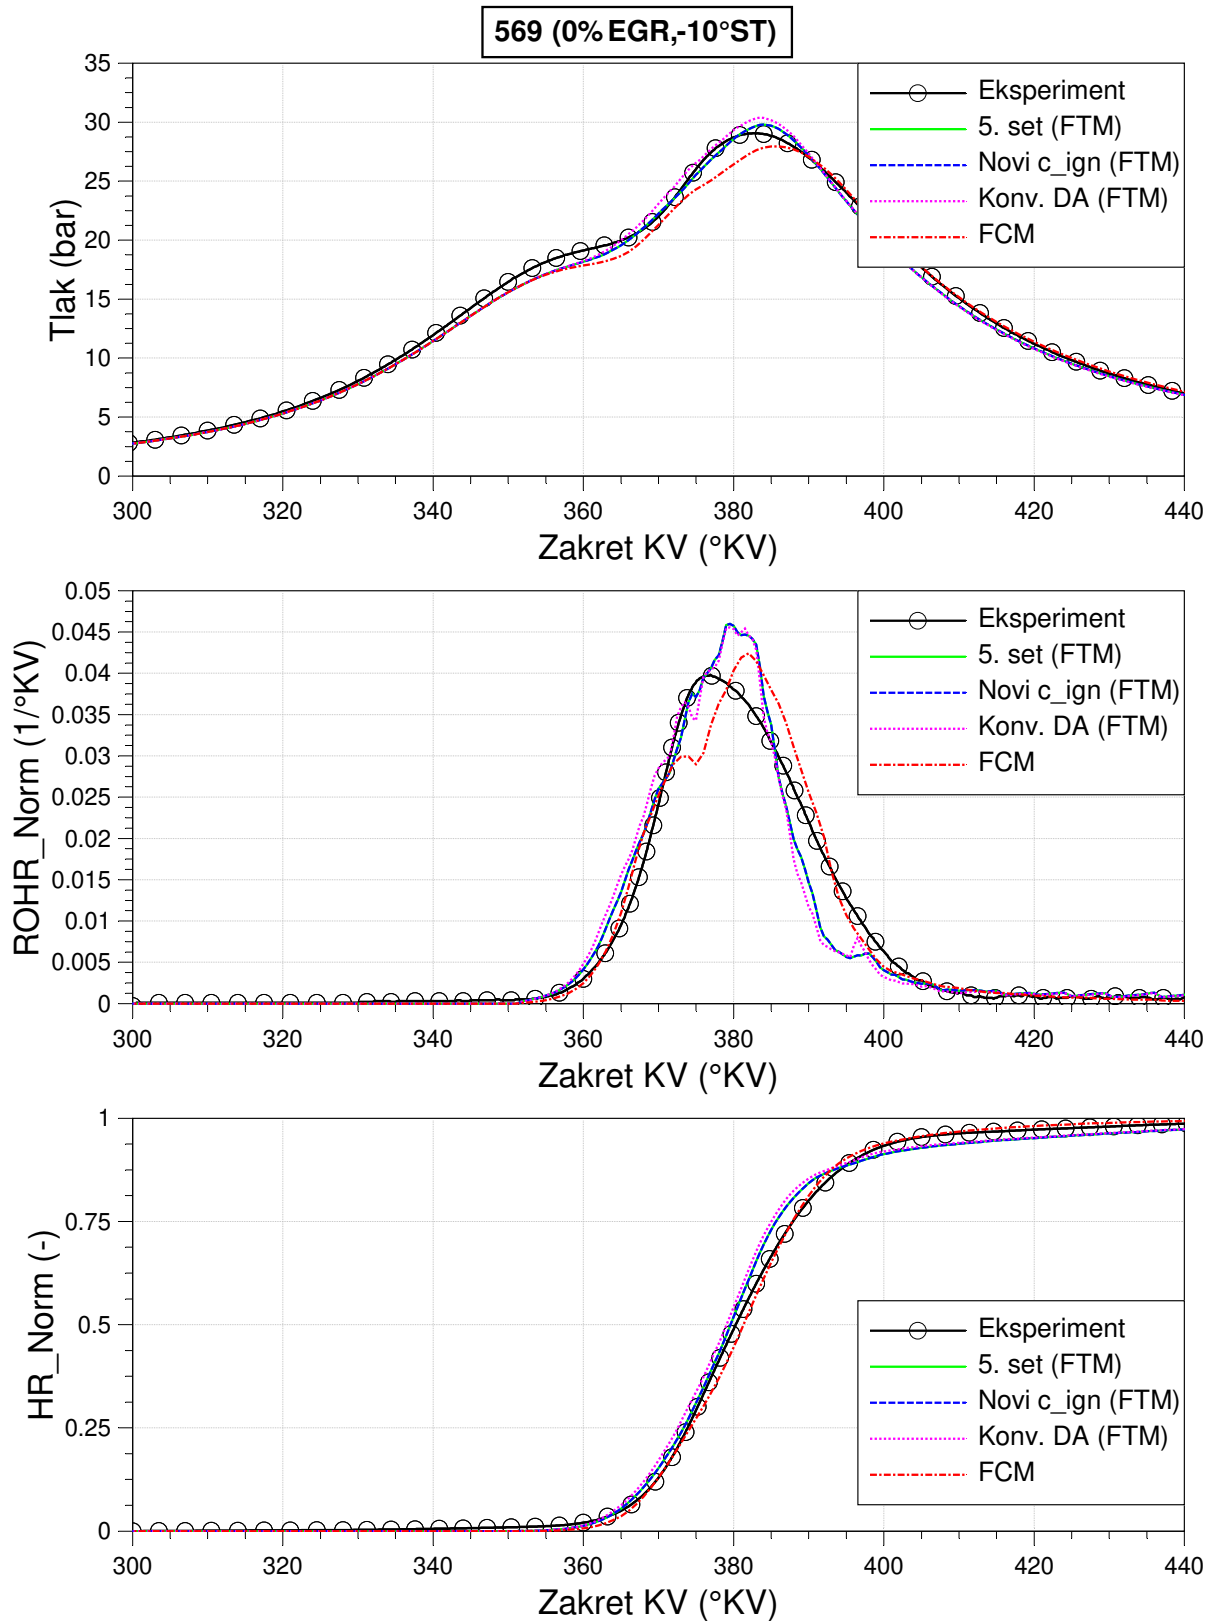 569 (0% EGR,-10°ST)
35
30
25
20
15
10
5
0
Tlak (bar)
Eksperiment
5. set (FTM)
Novi c_ign (FTM)
Konv. DA (FTM)
FCM
300 320 340 360 380 400 420 440
Zakret KV (°KV)
0.05
0.045
0.04
0.035
0.03
0.025
0.02
0.015
0.01
0.005
0
ROHR_Norm (1/°KV)
Eksperiment
5. set (FTM)
Novi c_ign (FTM)
Konv. DA (FTM)
FCM
300 320 340 360 380 400 420 440
Zakret KV (°KV)
1
0.75
0.5
0.25
0
HR_Norm (-)
Eksperiment
5. set (FTM)
Novi c_ign (FTM)
Konv. DA (FTM)
FCM
300 320 340 360 380 400 420 440
Zakret KV (°KV)